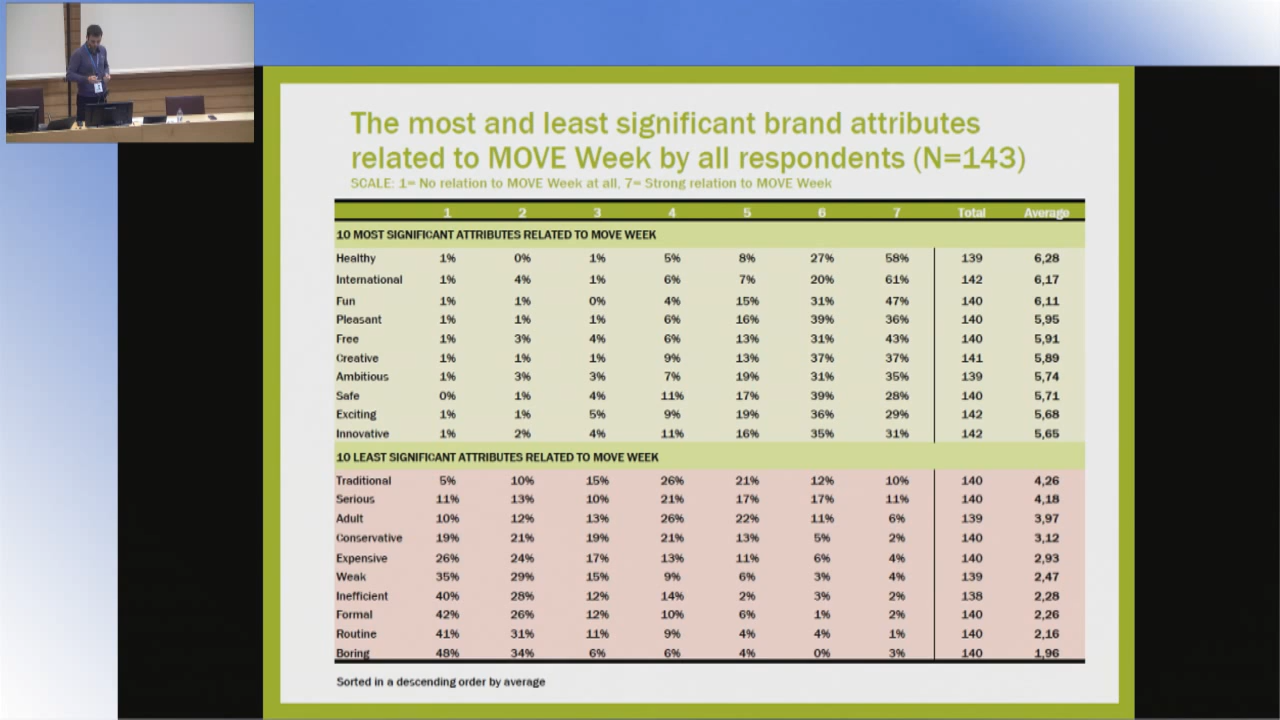 The most and least significant brand attributes
related to MOVE Week by all respondents (N=143)
SCALE: 1= No relation to MOVE Week at all, 7= Strong relation to MOVE Week
1 2 3 4 5 6 7 Total Average
10 MOST SIGNIFICANT ATTRIBUTES RELATED TO MOVE WEEK
Healthy 1% 0% 1% 5% 8% 27% 58% 139 6,28
International 1% 4% 1% 6% 7% 20% 61% 142 6,17
Fun 1% 1% 0% 4% 15% 31% 47% 140 6,11
Pleasant 1% 1% 1% 6% 16% 39% 36% 140 5,95
Free 1% 3% 4% 6% 13% 31% 43% 140 5,91
Creative 1% 1% 1% 9% 13% 37% 37% 141 5,89
Ambitious 1% 3% 3% 7% 19% 31% 35% 139 5,74
Safe 0% 1% 4% 11% 17% 39% 28% 140 5,71
Exciting 1% 1% 5% 9% 19% 36% 29% 142 5,68
Innovative 1% 2% 4% 11% 16% 35% 31% 142 5,65
10 LEAST SIGNIFICANT ATTRIBUTES RELATED TO MOVE WEEK
Traditional 5% 10% 15% 26% 21% 12% 10% 140 4,26
Serious 11% 13% 10% 21% 17% 17% 11% 140 4,18
Adult 10% 12% 13% 26% 22% 11% 6% 139 3,97
Conservative 19% 21% 19% 21% 13% 5% 2% 140 3,12
Expensive 26% 24% 17% 13% 11% 6% 4% 140 2,93
Weak 35% 29% 15% 9% 6% 3% 4% 139 2,47
Inefficient 40% 28% 12% 14% 2% 3% 2% 138 2,28
Formal 42% 26% 12% 10% 6% 1% 2% 140 2,26
Routine 41% 31% 11% 9% 4% 4% 1% 140 2,16
Boring 48% 34% 6% 6% 4% 0% 3% 140 1,96
Sorted in a descending order by average